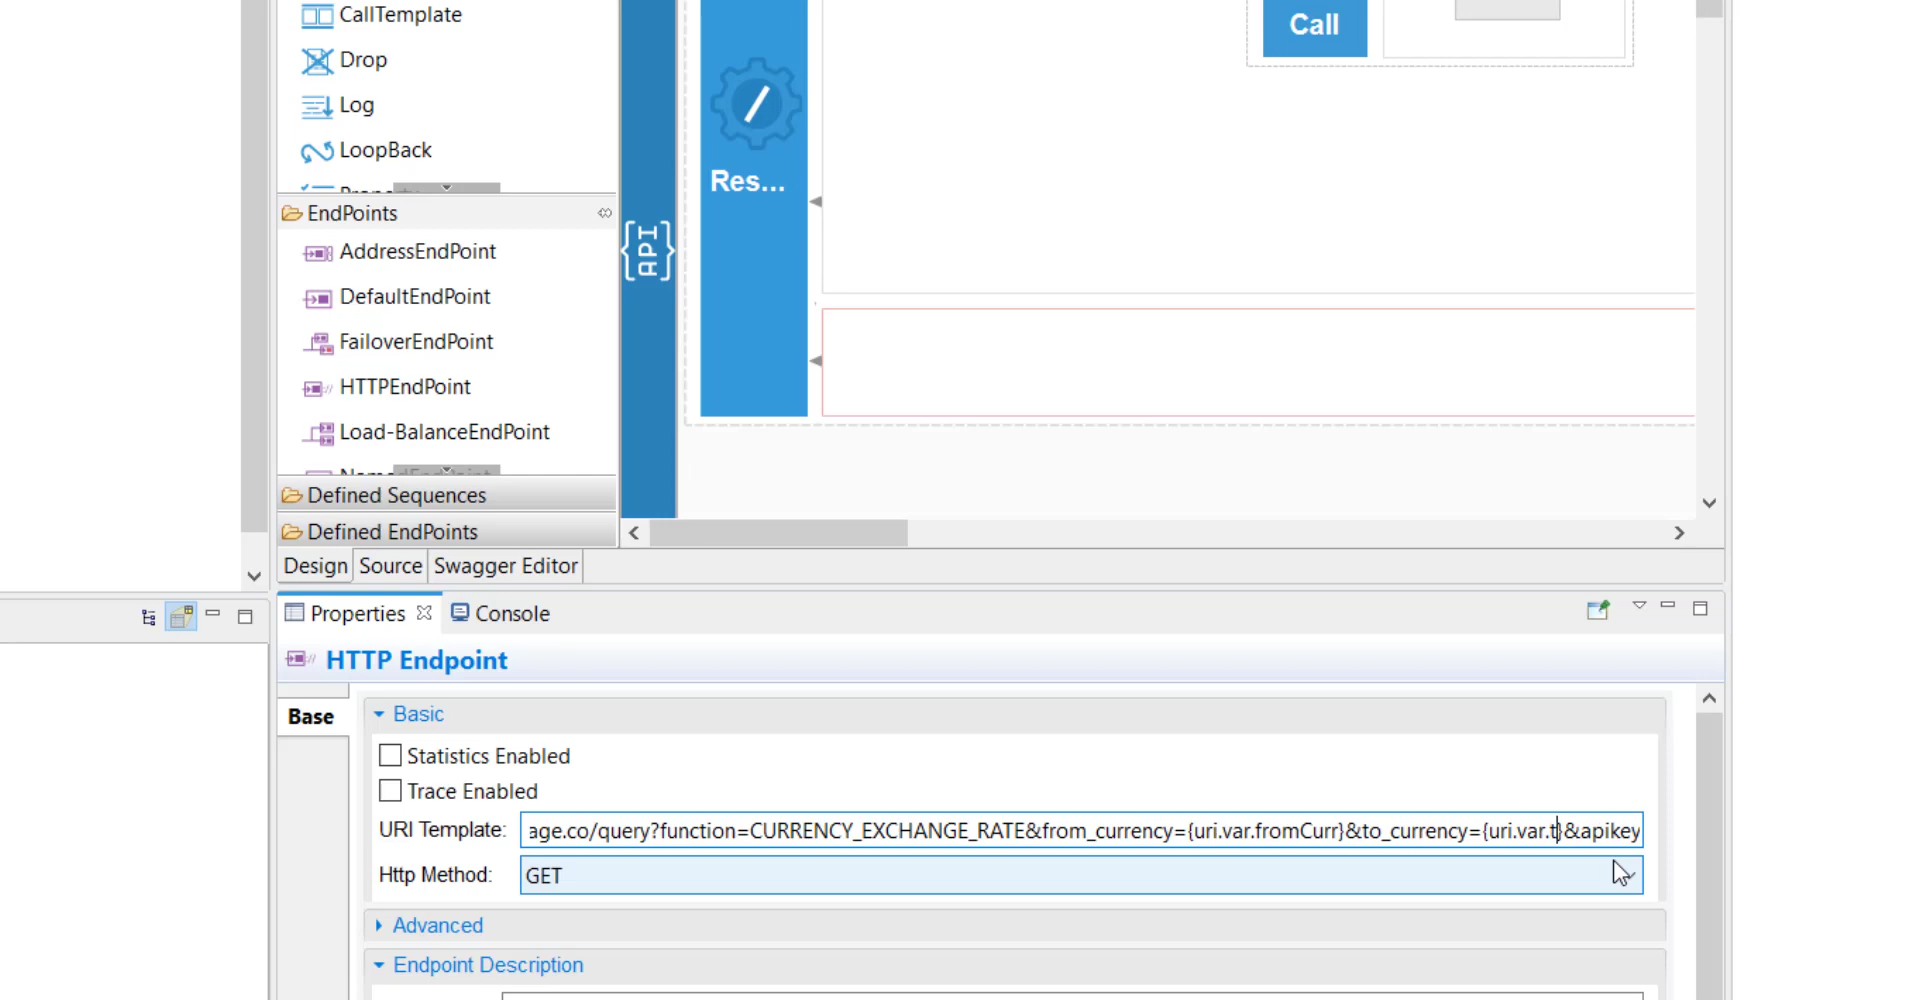 CallTemplate
Drop
Log
LoopBack
EndPoints
AddressEndPoint
DefaultEndPoint
FailoverEndPoint
HTTPEndPoint
Load-BalanceEndPoint
Defined Sequences
Defined EndPoints
{API}
Res...
Call
Design
Source
Swagger Editor
Properties
Console
HTTP Endpoint
Base
Basic
Statistics Enabled
Trace Enabled
URI Template: age.co/query?function=CURRENCY_EXCHANGE_RATE&from_currency={uri.var.fromCurr}&to_currency={uri.var.t}&apikey
Http Method: GET
Advanced
Endpoint Description